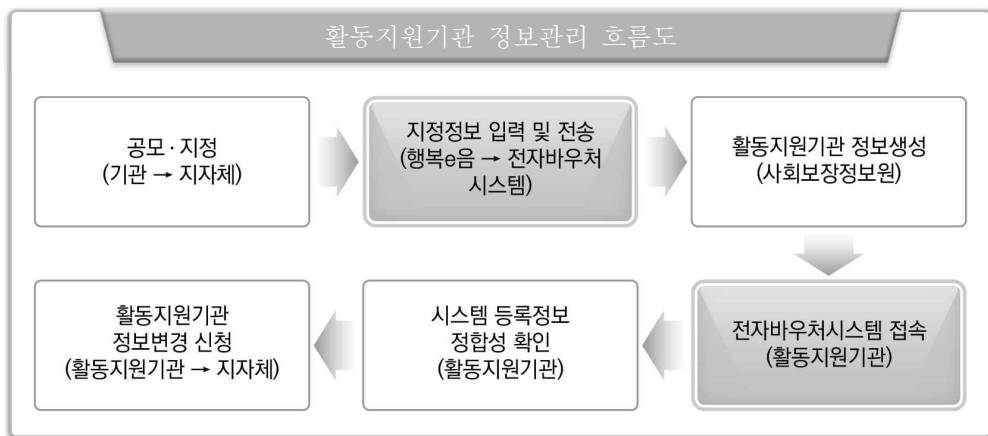 활동지원기관 정보관리 흐름도
공모 · 지정
(기관 → 지자체)
지정정보 입력 및 전송
(행복e음 → 전자바우처
시스템)
활동지원기관 정보생성
(사회보장정보원)
전자바우처시스템 접속
(활동지원기관)
시스템 등록정보
정합성 확인
(활동지원기관)
활동지원기관
정보변경 신청
(활동지원기관 → 지자체)